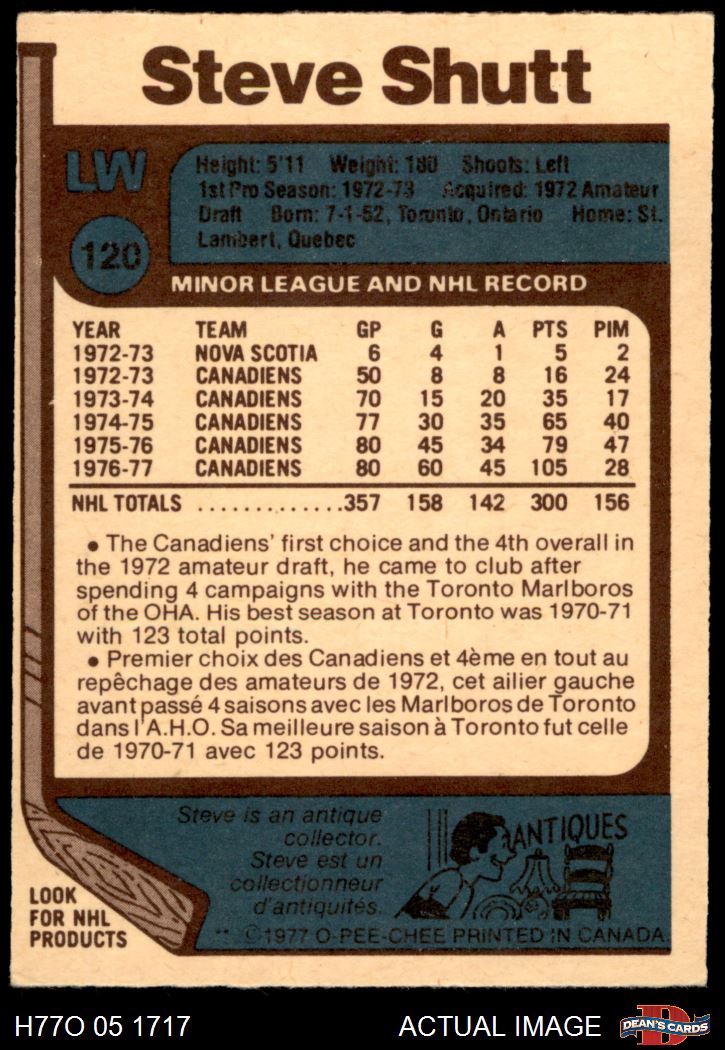 Steve Shutt
LW
Height: 5'11 Weight: 180 Shoots: Left
1st Pro Season: 1972-73 Acquired: 1972 Amateur
Draft Born: 7-1-52, Toronto, Ontario Home: St.
Lambert, Quebec
120
MINOR LEAGUE AND NHL RECORD
YEAR TEAM GP G A PTS PIM
1972-73 NOVA SCOTIA 6 4 1 5 2
1972-73 CANADIENS 50 8 8 16 24
1973-74 CANADIENS 70 15 20 35 17
1974-75 CANADIENS 77 30 35 65 40
1975-76 CANADIENS 80 45 34 79 47
1976-77 CANADIENS 80 60 45 105 28
NHL TOTALS .............357 158 142 300 156
• The Canadiens' first choice and the 4th overall in
the 1972 amateur draft, he came to club after
spending 4 campaigns with the Toronto Marlboros
of the OHA. His best season at Toronto was 1970-71
with 123 total points.
• Premier choix des Canadiens et 4ème en tout au
repêchage des amateurs de 1972, cet ailier gauche
avant passé 4 saisons avec les Marlboros de Toronto
dans l'A.H.O. Sa meilleure saison à Toronto fut celle
de 1970-71 avec 123 points.
Steve is an antique
collector.
Steve est un
collectionneur
d'antiquités.
ANTIQUES
LOOK
FOR NHL
PRODUCTS
** ©1977 O-PEE-CHEE PRINTED IN CANADA
H77O 05 1717
ACTUAL IMAGE
D
DEAN'S CARDS